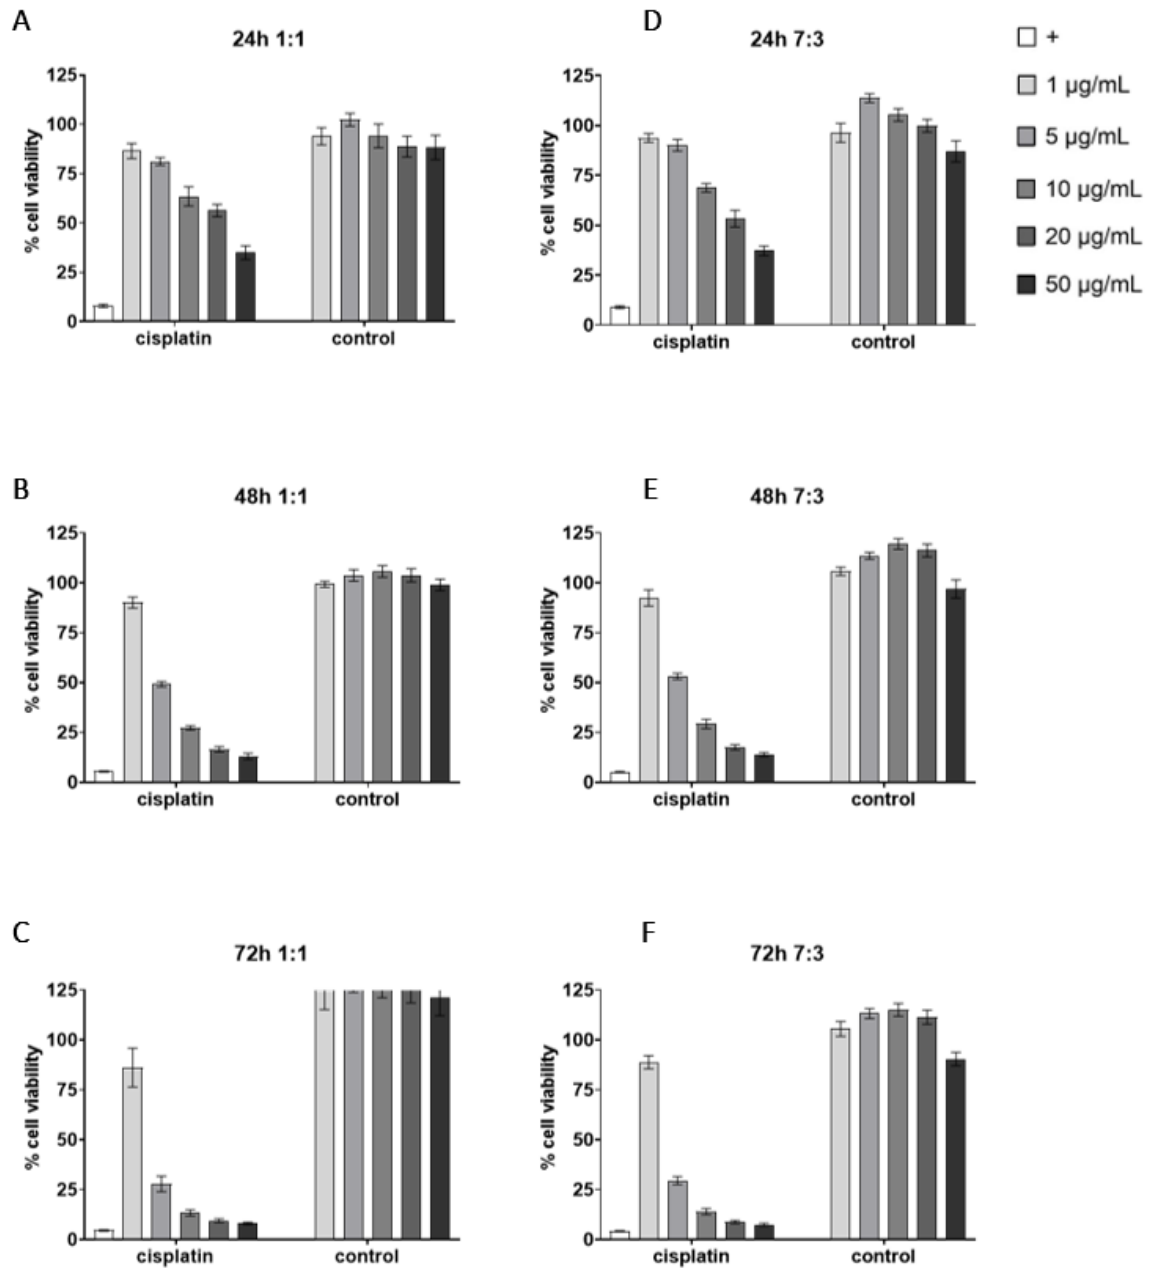 A
24h 1:1
125
100
75
50
25
0
% cell viability
cisplatin
control
D
24h 7:3
125
100
75
50
25
0
% cell viability
cisplatin
control
+
1 µg/mL
5 µg/mL
10 µg/mL
20 µg/mL
50 µg/mL
B
48h 1:1
125
100
75
50
25
0
% cell viability
cisplatin
control
E
48h 7:3
125
100
75
50
25
0
% cell viability
cisplatin
control
C
72h 1:1
125
100
75
50
25
0
% cell viability
cisplatin
control
F
72h 7:3
125
100
75
50
25
0
% cell viability
cisplatin
control